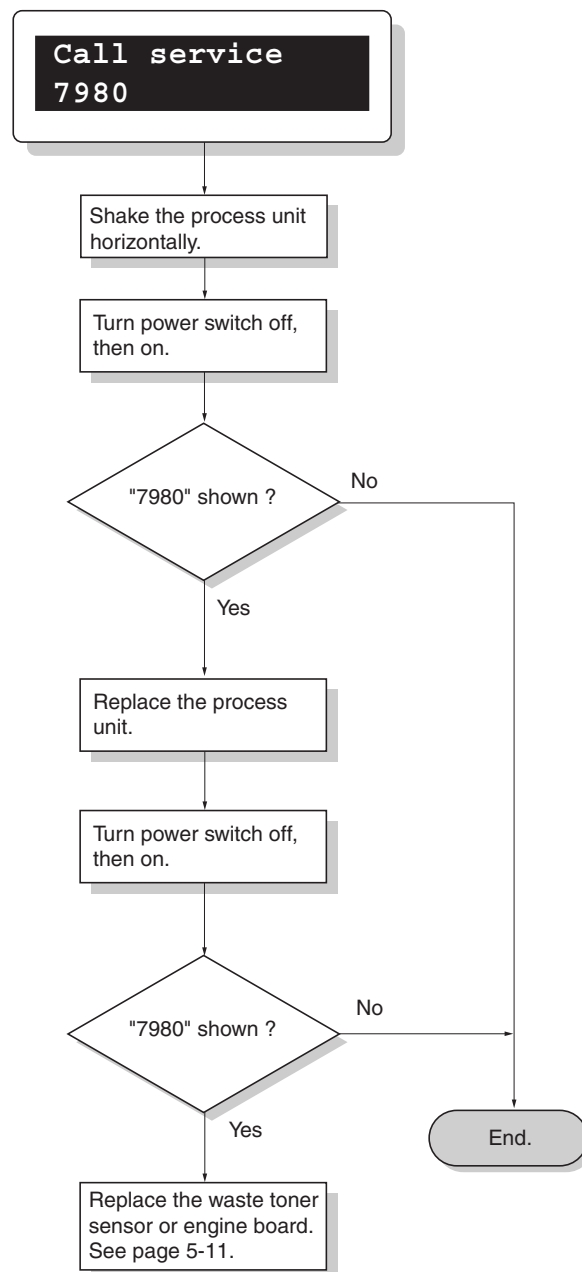 Call service
7980
Shake the process unit
horizontally.
Turn power switch off,
then on.
"7980" shown ?
No
Yes
Replace the process
unit.
Turn power switch off,
then on.
"7980" shown ?
No
Yes
End.
Replace the waste toner
sensor or engine board.
See page 5-11.